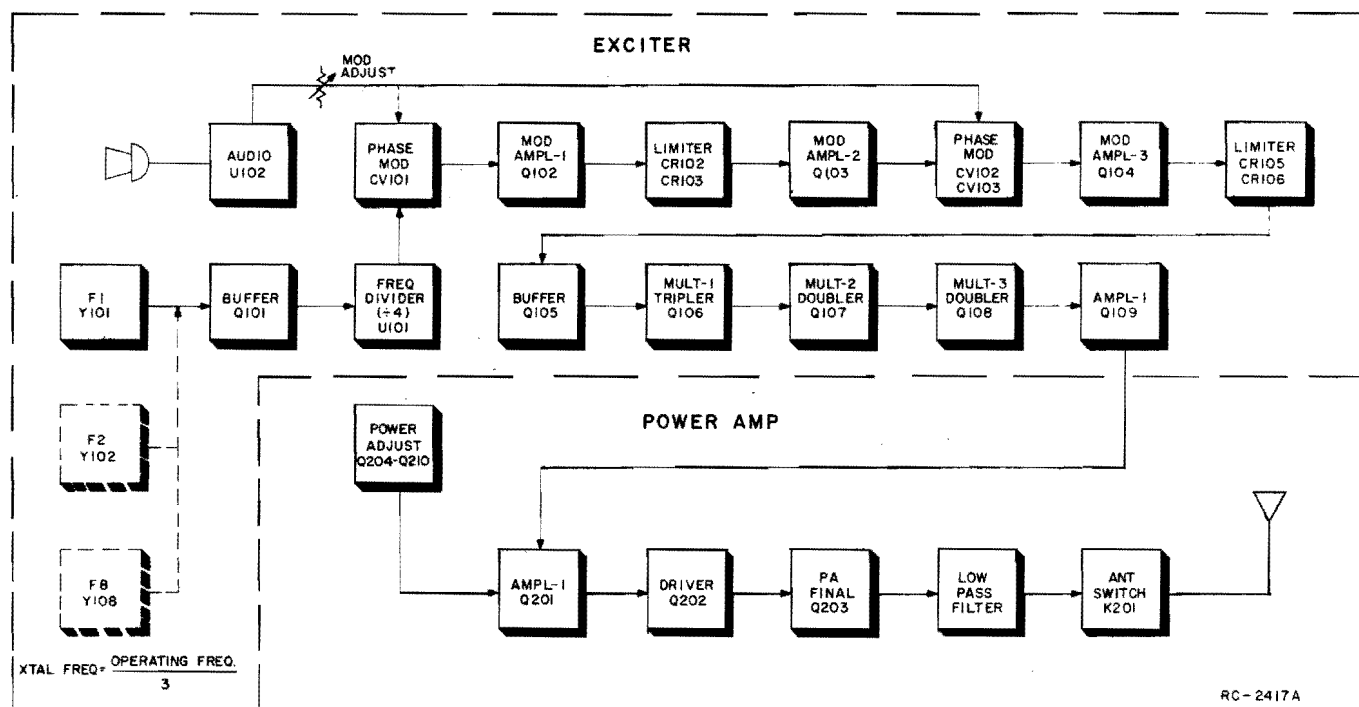 EXCITER
MOD
ADJUST
AUDIO
U102
PHASE
MOD
CV101
MOD
AMPL-1
Q102
LIMITER
CR102
CR103
MOD
AMPL-2
Q103
PHASE
MOD
CV102
CV103
MOD
AMPL-3
Q104
LIMITER
CR105
CR106
F1
Y101
BUFFER
Q101
FREQ
DIVIDER
(÷4)
U101
BUFFER
Q105
MULT-1
TRIPLER
Q106
MULT-2
DOUBLER
Q107
MULT-3
DOUBLER
Q108
AMPL-1
Q109
F2
Y102
POWER
ADJUST
Q204-Q210
POWER AMP
F8
Y108
AMPL-1
Q201
DRIVER
Q202
PA
FINAL
Q203
LOW
PASS
FILTER
ANT
SWITCH
K201
XTAL FREQ= OPERATING FREQ.
3
RC-2417A